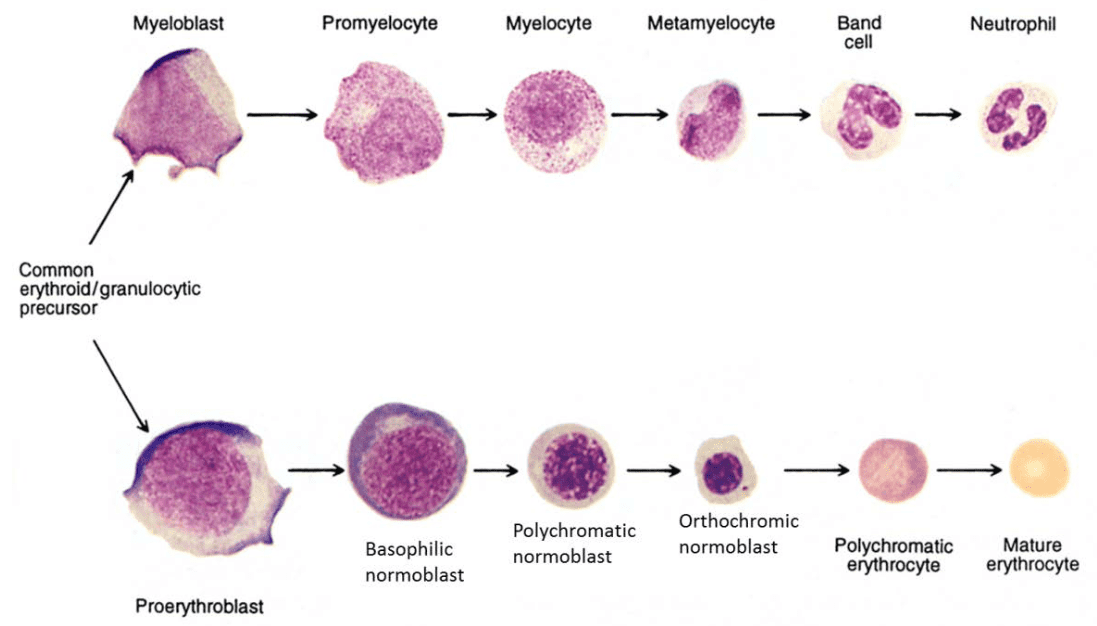 Myeloblast
Promyelocyte
Myelocyte
Metamyelocyte
Band
cell
Neutrophil
Common
erythroid/granulocytic
precursor
Proerythroblast
Basophilic
normoblast
Polychromatic
normoblast
Orthochromic
normoblast
Polychromatic
erythrocyte
Mature
erythrocyte